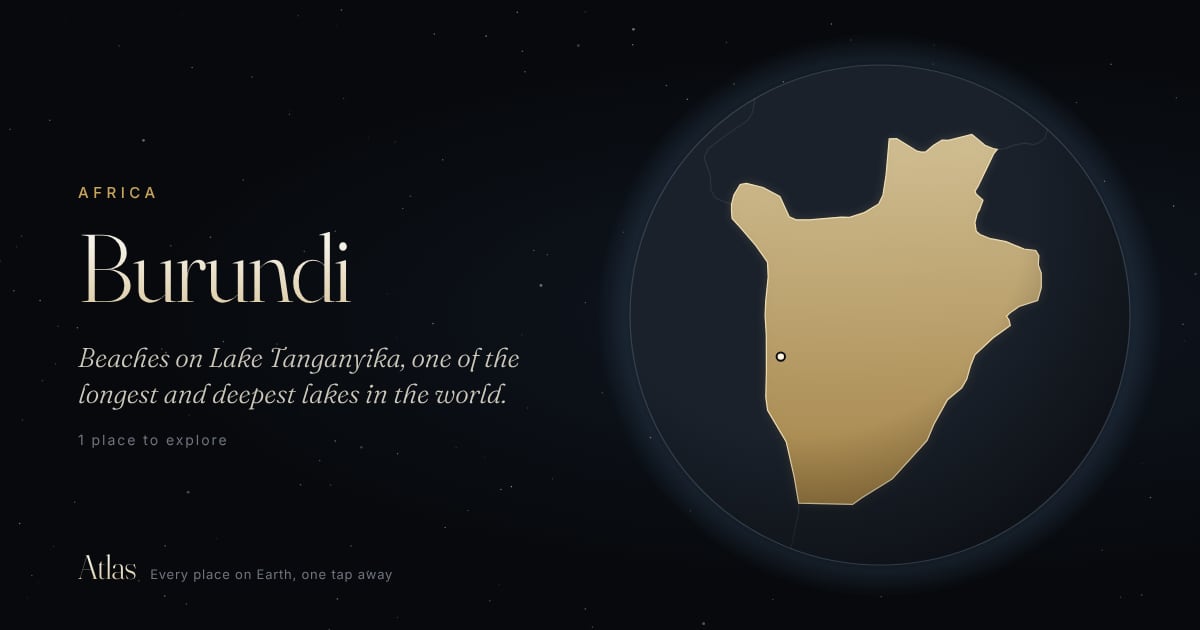 AFRICA
Burundi
Beaches on Lake Tanganyika, one of the
longest and deepest lakes in the world.
1 place to explore
Atlas Every place on Earth, one tap away